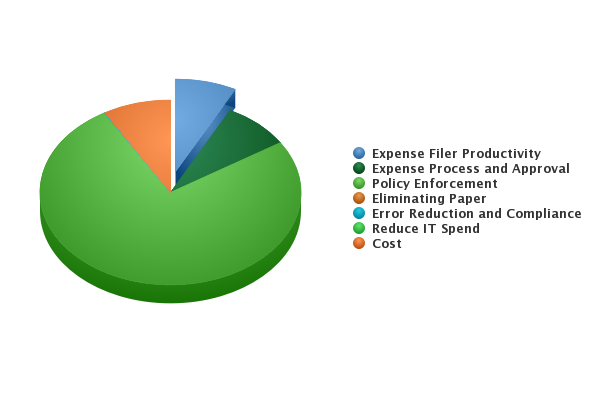 Expense Filer Productivity
Expense Process and Approval
Policy Enforcement
Eliminating Paper
Error Reduction and Compliance
Reduce IT Spend
Cost